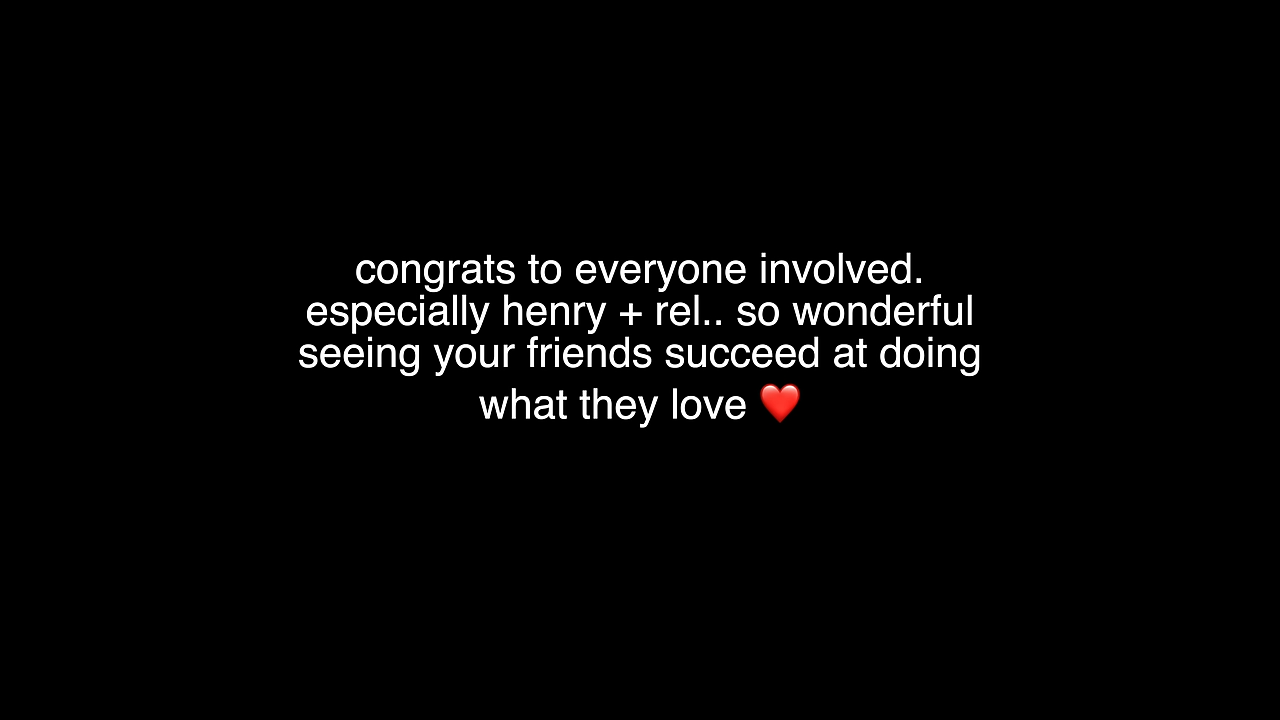 congrats to everyone involved.
especially henry + rel.. so wonderful
seeing your friends succeed at doing
what they love ❤️